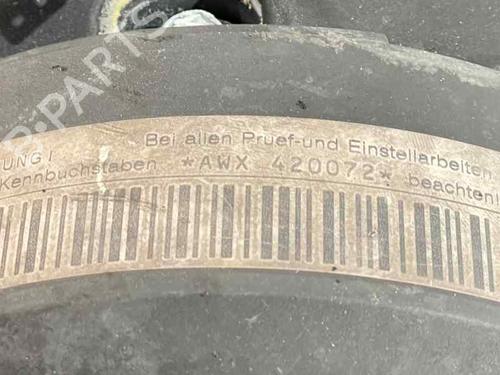 UNG! Bei allen Pruef-und Einstellarbeiten
Kennbuchstaben *AWX 420072* beachten!